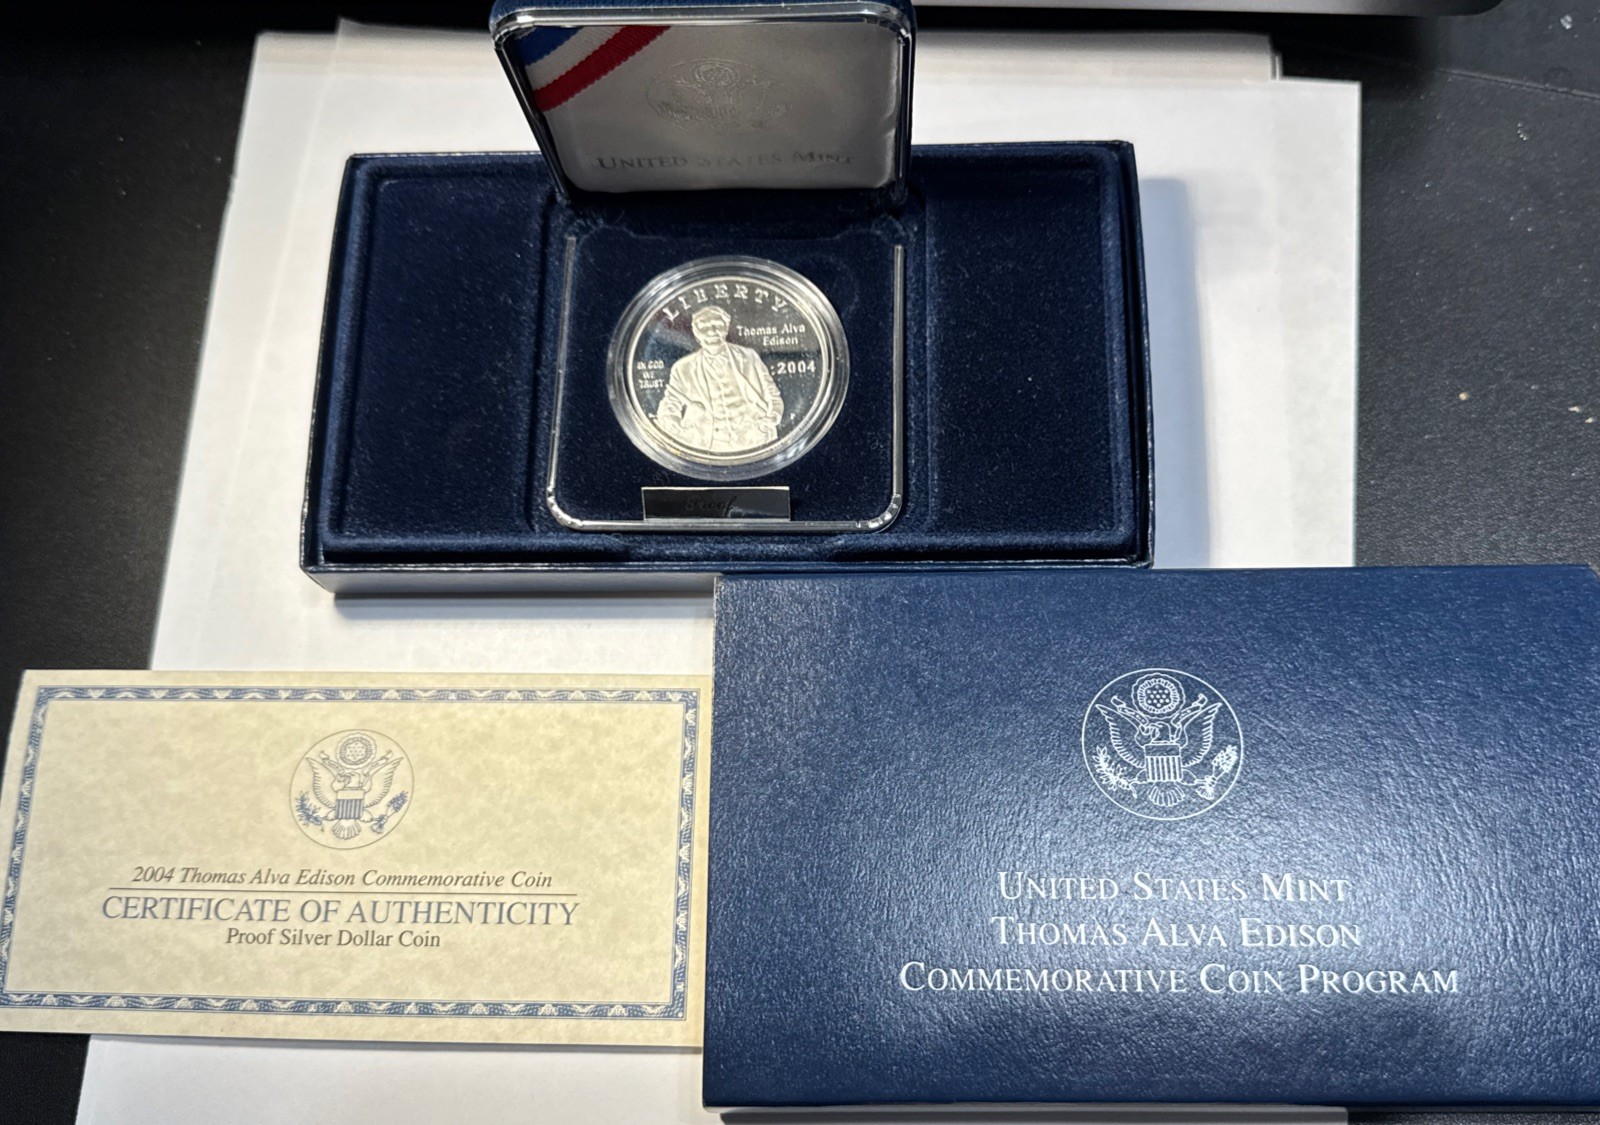 UNITED STATES MINT
LIBERTY
Thomas Alva
Edison
IN GOD
WE
TRUST
2004
P
Proof
2004 Thomas Alva Edison Commemorative Coin
CERTIFICATE OF AUTHENTICITY
Proof Silver Dollar Coin
UNITED STATES MINT
THOMAS ALVA EDISON
COMMEMORATIVE COIN PROGRAM